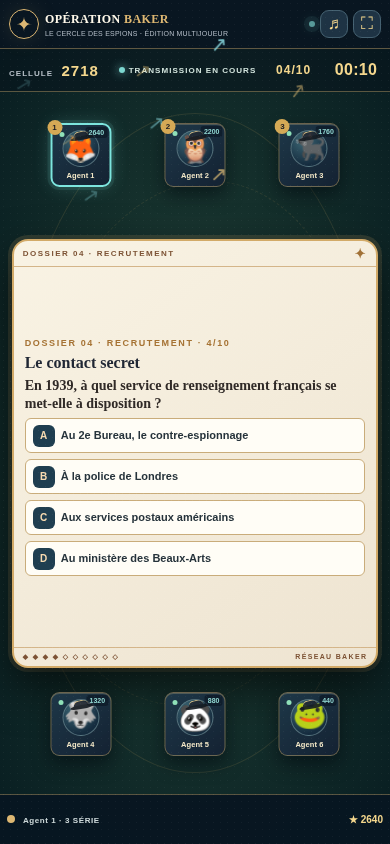 OPÉRATION BAKER
LE CERCLE DES ESPIONS · ÉDITION MULTIJOUEUR
CELLULE 2718
TRANSMISSION EN COURS
04/10
00:10
1
2640
Agent 1
2
2200
Agent 2
3
1760
Agent 3
DOSSIER 04 · RECRUTEMENT
DOSSIER 04 · RECRUTEMENT · 4/10
Le contact secret
En 1939, à quel service de renseignement français se
met-elle à disposition ?
A Au 2e Bureau, le contre-espionnage
B À la police de Londres
C Aux services postaux américains
D Au ministère des Beaux-Arts
RÉSEAU BAKER
1320
Agent 4
880
Agent 5
440
Agent 6
Agent 1 · 3 SÉRIE
★ 2640